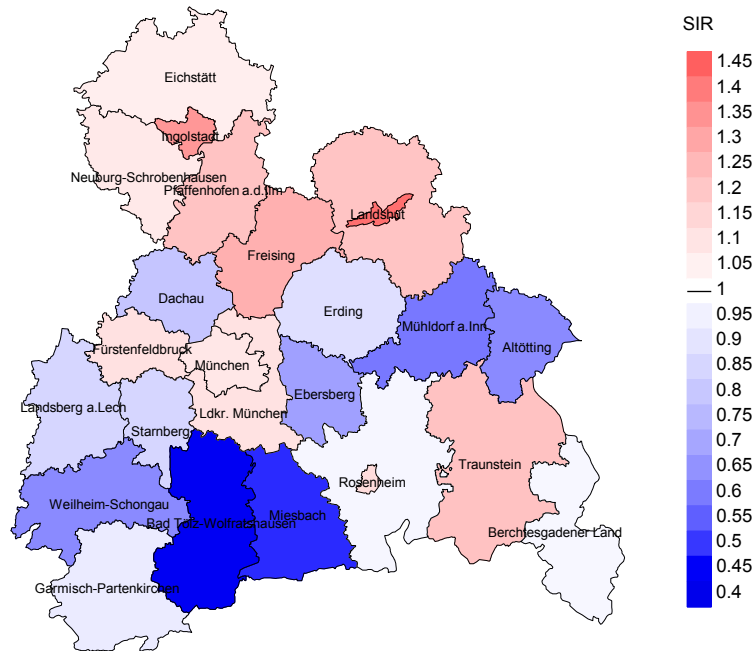 SIR
1.45
1.4
1.35
1.3
1.25
1.2
1.15
1.1
1.05
1
0.95
0.9
0.85
0.8
0.75
0.7
0.65
0.6
0.55
0.5
0.45
0.4
Eichstätt
Ingolstadt
Neuburg-Schrobenhausen
Pfaffenhofen a.d.Ilm
Landshut
Freising
Dachau
Erding
Mühldorf a.Inn
Altötting
Fürstenfeldbruck
München
Ebersberg
Landsberg a.Lech
Ldkr. München
Starnberg
Traunstein
Rosenheim
Weilheim-Schongau
Miesbach
Bad Tölz-Wolfratshausen
Berchtesgadener Land
Garmisch-Partenkirchen